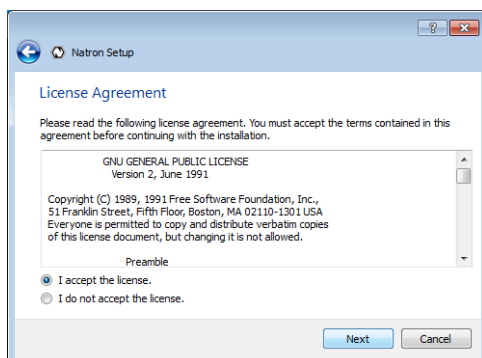 ?
Natron Setup
License Agreement
Please read the following license agreement. You must accept the terms contained in this
agreement before continuing with the installation.
GNU GENERAL PUBLIC LICENSE
Version 2, June 1991
Copyright (C) 1989, 1991 Free Software Foundation, Inc.,
51 Franklin Street, Fifth Floor, Boston, MA 02110-1301 USA
Everyone is permitted to copy and distribute verbatim copies
of this license document, but changing it is not allowed.
Preamble
I accept the license.
I do not accept the license.
Next Cancel